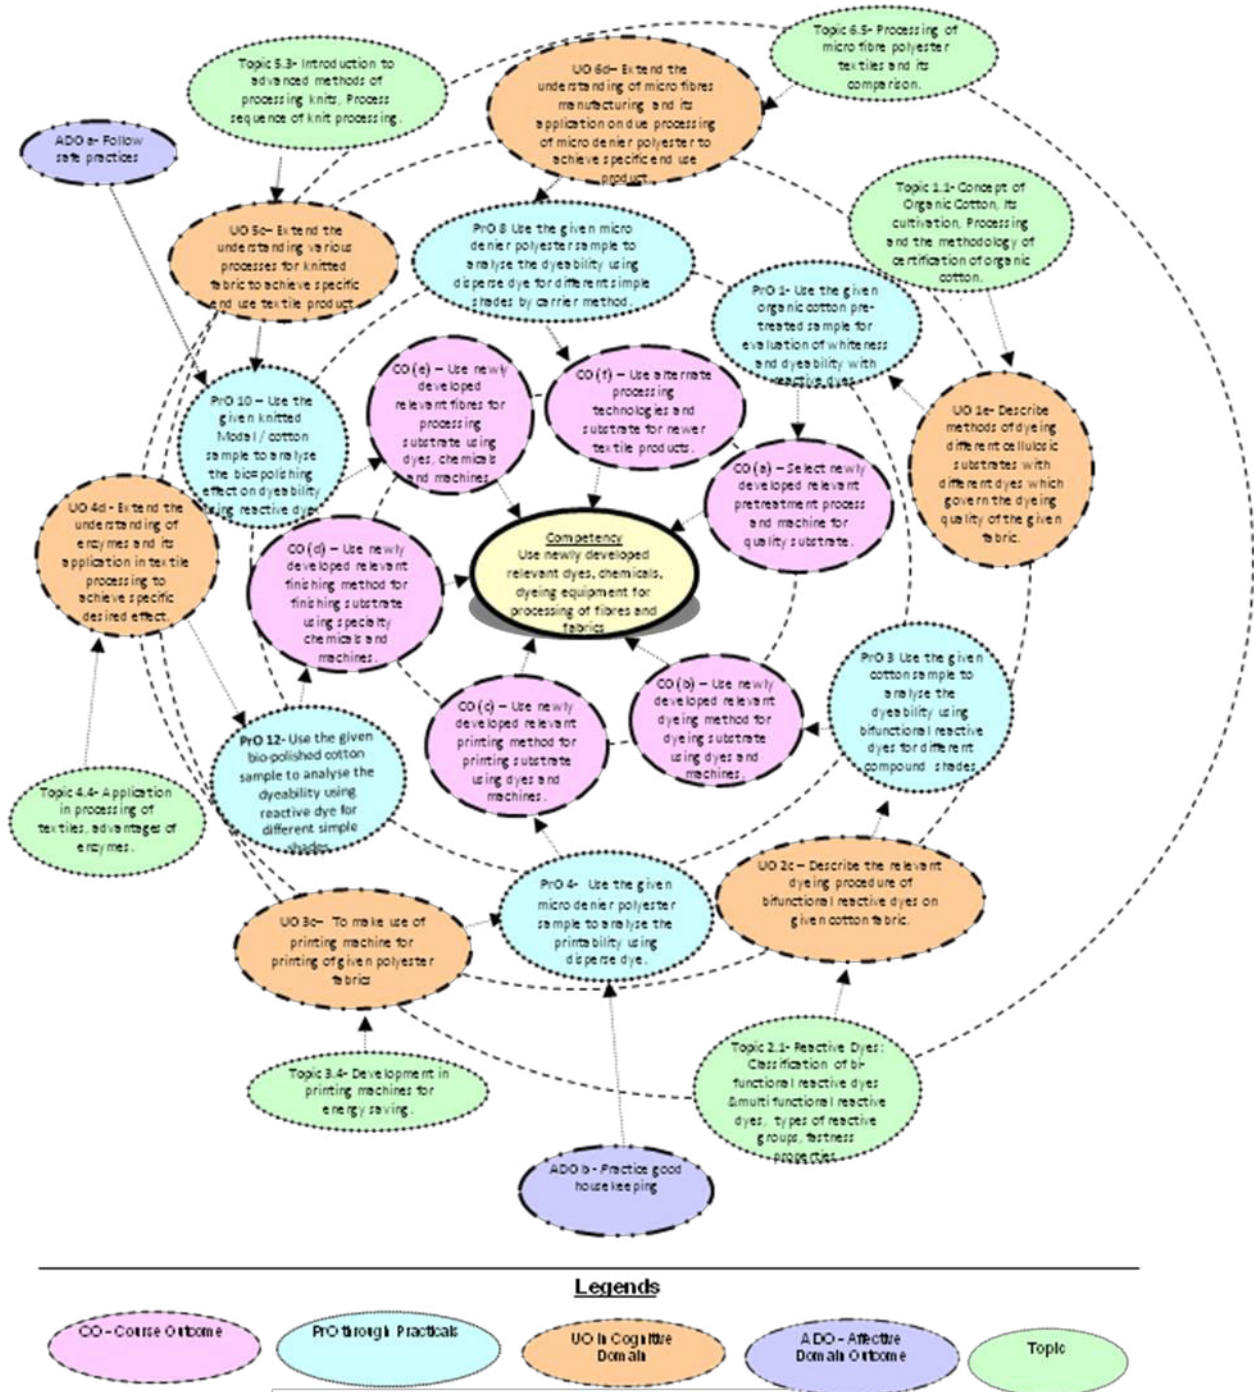 Topic 6.5- Processing of
micro fibre polyester
textiles and its
comparison.
Topic 5.3- Introduction to
advanced methods of
processing knits, Process
sequence of knit processing.
UO 6d– Extend the
understanding of micro fibres
manufacturing and its
application on due processing
of micro denier polyester to
achieve specific end use
product.
ADO a- Follow
safe practices
Topic 1.1- Concept of
Organic Cotton, Its
cultivation, Processing
and the methodology of
certification of organic
cotton.
UO 5c– Extend the
understanding various
processes for knitted
fabric to achieve specific
end use textile product
PrO 8 Use the given micro
denier polyester sample to
analyse the dyeability using
disperse dye for different simple
shades by carrier method.
PrO 1- Use the given
organic cotton pre-
treated sample for
evaluation of whiteness
and dyeability with
reactive dyes
CO (e) – Use newly
developed
relevant fibres for
processing
substrate using
dyes, chemicals
and machines
CO (f) – Use alternate
processing
technologies and
substrate for newer
textile products.
PrO 10 – Use the
given knitted
Modal / cotton
sample to analyse
the biopolishing
effect on dyeability
using reactive dye
UO 1e- Describe
methods of dyeing
different cellulosic
substrates with
different dyes which
govern the dyeing
quality of the given
fabric.
CO (a) – Select newly
developed relevant
pretreatment process
and machine for
quality substrate.
UO 4d - Extend the
understanding of
enzymes and its
application in textile
processing to
achieve specific
desired effect.
CO (d) – Use newly
developed relevant
finishing method for
finishing substrate
using specialty
chemicals and
machines.
Competency
Use newly developed
relevant dyes, chemicals,
dyeing equipment for
processing of fibres and
fabrics
PrO 3 Use the given
cotton sample to
analyse the
dyeability using
bifunctional reactive
dyes for different
compound shades
CO (b) – Use newly
developed relevant
dyeing method for
dyeing substrate
using dyes and
machines.
CO (c) – Use newly
developed relevant
printing method for
printing substrate
using dyes and
machines.
PrO 12- Use the given
bio-polished cotton
sample to analyse the
dyeability using
reactive dye for
different simple
shades
Topic 4.4- Application
in processing of
textiles, advantages of
enzymes.
UO 2c – Describe the relevant
dyeing procedure of
bifunctional reactive dyes on
given cotton fabric.
PrO 4- Use the given
micro denier polyester
sample to analyse the
printability using
disperse dye.
UO 3c– To make use of
printing machine for
printing of given polyester
fabrics
Topic 2.1- Reactive Dyes:
Classification of bi-
functional reactive dyes
&multi functional reactive
dyes, types of reactive
groups, fastness
properties
Topic 3.4- Development in
printing machines for
energy saving.
ADO b - Practice good
housekeeping
Legends
CO - Course Outcome
PrO through Practicals
UO in Cognitive
Domain
ADO - Affective
Domain Outcome
Topic